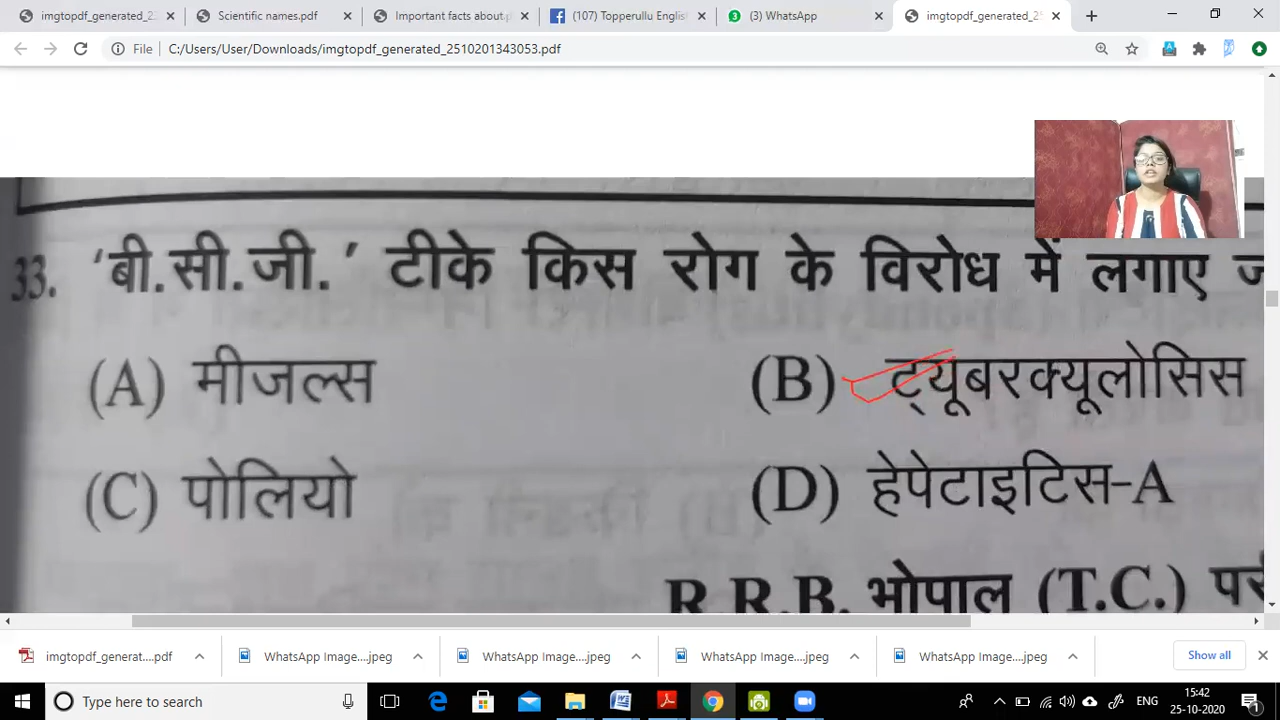 imgtopdf_generated_2
Scientific names.pdf
Important facts about
(107) Topperullu English
(3) WhatsApp
imgtopdf_generated_25
File | C:/Users/User/Downloads/imgtopdf_generated_2510201343053.pdf
33. 'बी.सी.जी.' टीके किस रोग के विरोध में लगाए
(A) मीजल्स
(B) ट्यूबरक्यूलोसिस
(C) पोलियो
(D) हेपेटाइटिस-A
R.R.B. भोपाल (T.C.)
imgtopdf_generat....pdf
WhatsApp Image....jpeg
WhatsApp Image....jpeg
WhatsApp Image....jpeg
WhatsApp Image....jpeg
Show all
Type here to search
ENG
15:42
25-10-2020